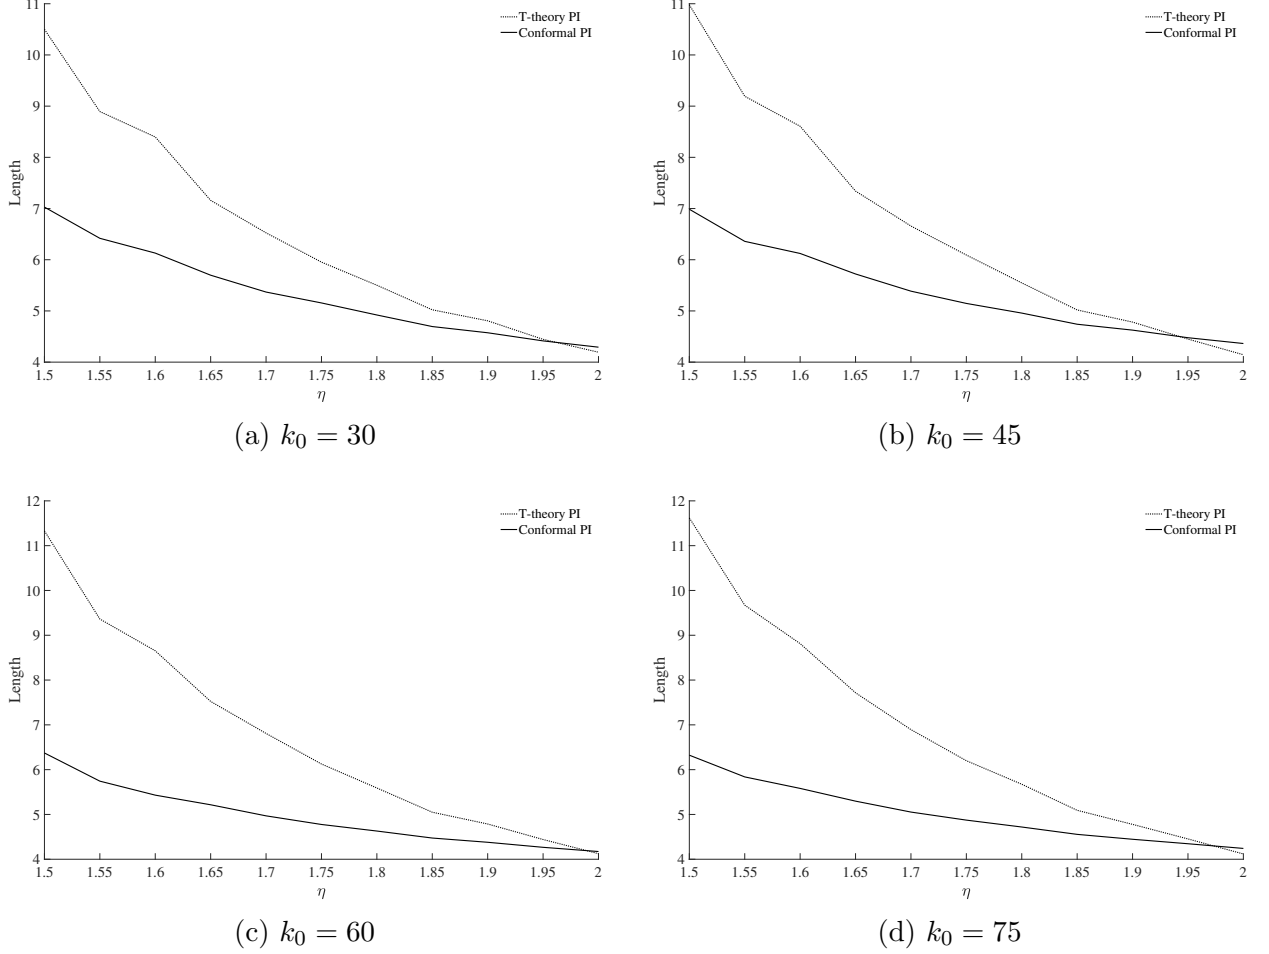 T-theory PI
Conformal PI
Length
11
10
9
8
7
6
5
4
1.5 1.55 1.6 1.65 1.7 1.75 1.8 1.85 1.9 1.95 2
η
(a) k₀ = 30
T-theory PI
Conformal PI
Length
11
10
9
8
7
6
5
4
1.5 1.55 1.6 1.65 1.7 1.75 1.8 1.85 1.9 1.95 2
η
(b) k₀ = 45
T-theory PI
Conformal PI
Length
12
11
10
9
8
7
6
5
4
1.5 1.55 1.6 1.65 1.7 1.75 1.8 1.85 1.9 1.95 2
η
(c) k₀ = 60
T-theory PI
Conformal PI
Length
12
11
10
9
8
7
6
5
4
1.5 1.55 1.6 1.65 1.7 1.75 1.8 1.85 1.9 1.95 2
η
(d) k₀ = 75